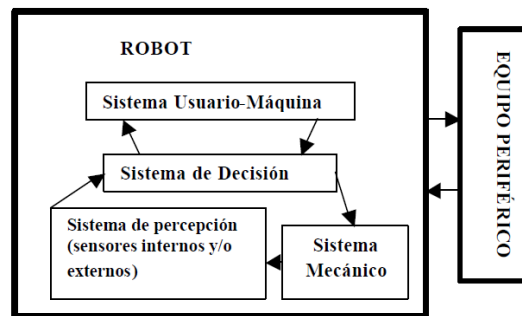 ROBOT
Sistema Usuario-Máquina
Sistema de Decisión
Sistema de percepción
(sensores internos y/o
externos)
Sistema
Mecánico
EQUIPO PERIFÉRICO